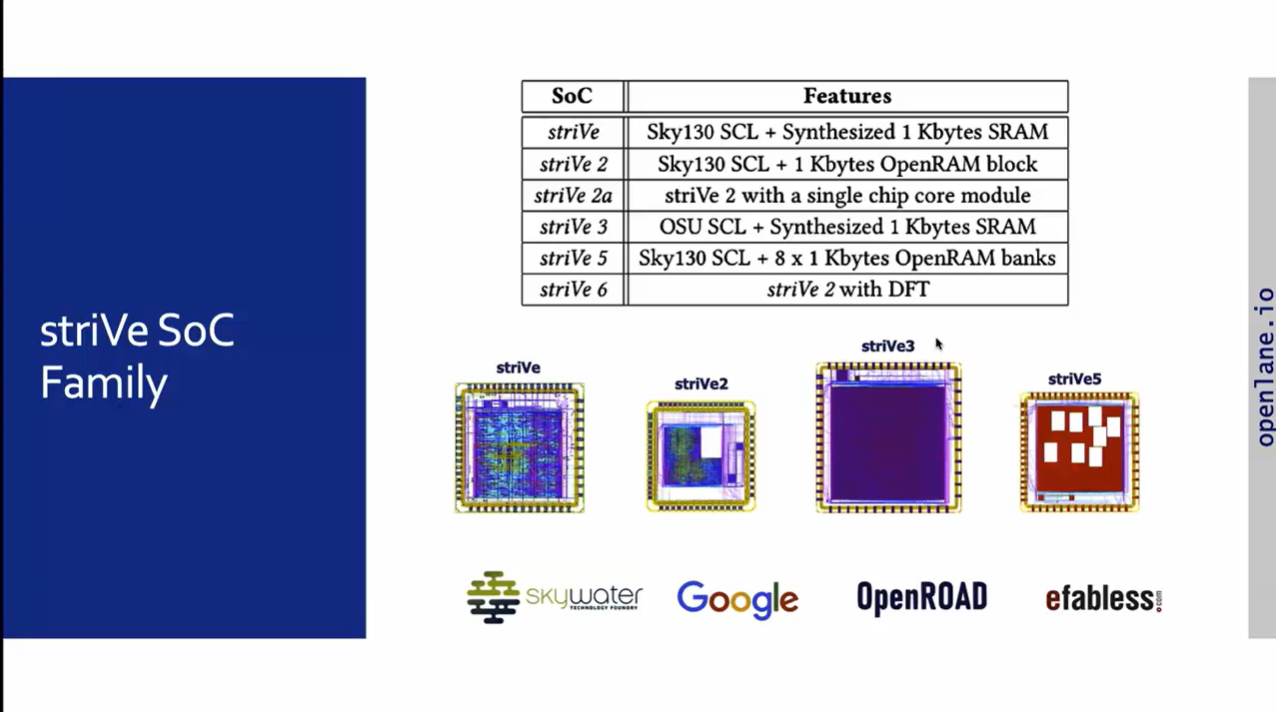 striVe SoC
Family
SoC Features
striVe Sky130 SCL + Synthesized 1 Kbytes SRAM
striVe 2 Sky130 SCL + 1 Kbytes OpenRAM block
striVe 2a striVe 2 with a single chip core module
striVe 3 OSU SCL + Synthesized 1 Kbytes SRAM
striVe 5 Sky130 SCL + 8 x 1 Kbytes OpenRAM banks
striVe 6 striVe 2 with DFT
striVe
striVe2
striVe3
striVe5
skywater
TECHNOLOGY FOUNDRY
Google
OpenROAD
efabless.com
openlane.io